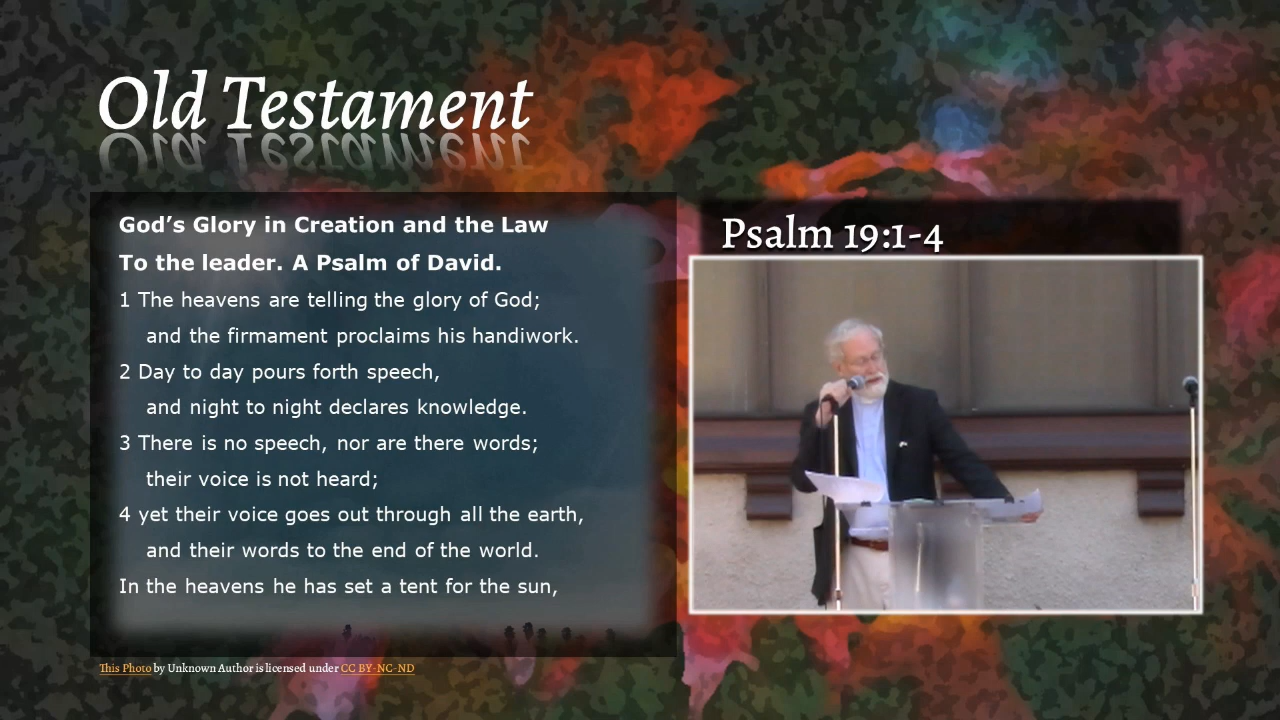 Old Testament
God’s Glory in Creation and the Law
To the leader. A Psalm of David.
1 The heavens are telling the glory of God;
and the firmament proclaims his handiwork.
2 Day to day pours forth speech,
and night to night declares knowledge.
3 There is no speech, nor are there words;
their voice is not heard;
4 yet their voice goes out through all the earth,
and their words to the end of the world.
In the heavens he has set a tent for the sun,
Psalm 19:1-4
This Photo by Unknown Author is licensed under CC BY-NC-ND